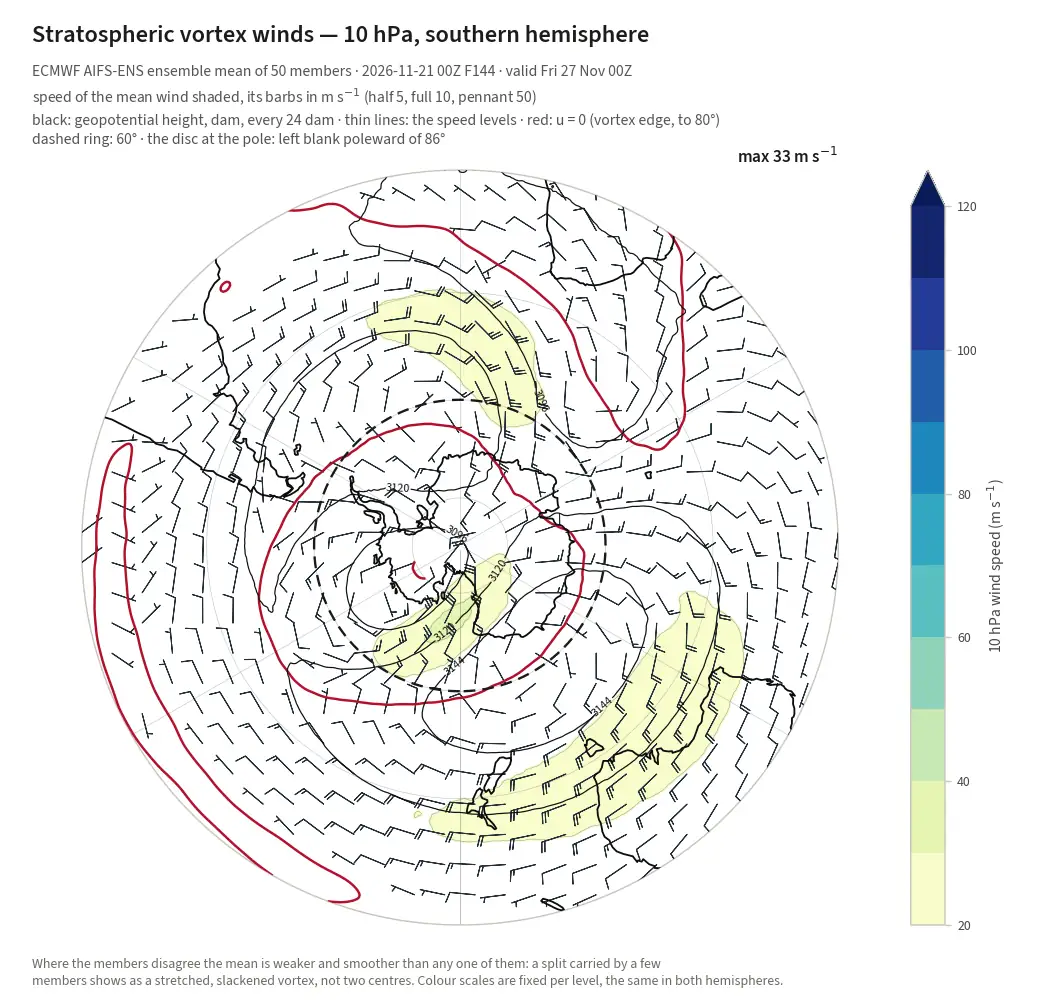 Stratospheric vortex winds — 10 hPa, southern hemisphere
ECMWF AIFS-ENS ensemble mean of 50 members · 2026-11-21 00Z F144 · valid Fri 27 Nov 00Z
speed of the mean wind shaded, its barbs in m s⁻¹ (half 5, full 10, pennant 50)
black: geopotential height, dam, every 24 dam · thin lines: the speed levels · red: u = 0 (vortex edge, to 80°)
dashed ring: 60° · the disc at the pole: left blank poleward of 86°
max 33 m s⁻¹
120
100
80
60
40
20
10 hPa wind speed (m s⁻¹)
3120
3120
3120
3144
3144
Where the members disagree the mean is weaker and smoother than any one of them: a split carried by a few
members shows as a stretched, slackened vortex, not two centres. Colour scales are fixed per level, the same in both hemispheres.